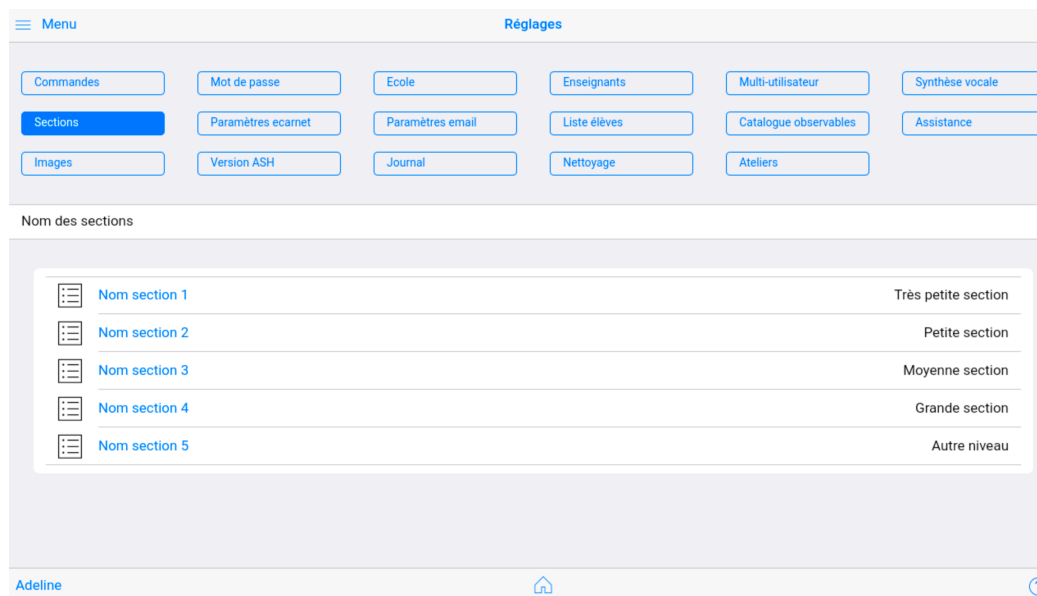 Menu Réglages
Commandes Mot de passe Ecole Enseignants Multi-utilisateur Synthèse vocale
Sections Paramètres ecarnet Paramètres email Liste élèves Catalogue observables Assistance
Images Version ASH Journal Nettoyage Ateliers
Nom des sections
Nom section 1 Très petite section
Nom section 2 Petite section
Nom section 3 Moyenne section
Nom section 4 Grande section
Nom section 5 Autre niveau
Adeline